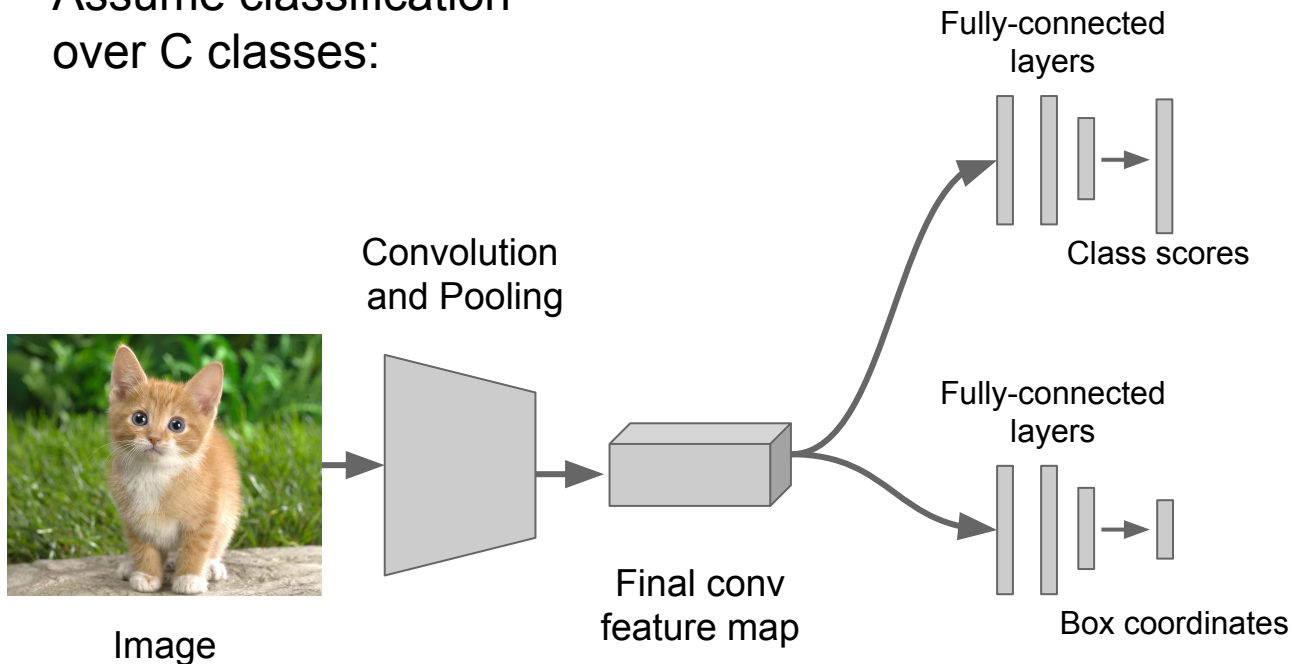 Assume classification
over C classes:
Fully-connected
layers
Class scores
Convolution
and Pooling
Fully-connected
layers
Final conv
feature map
Box coordinates
Image